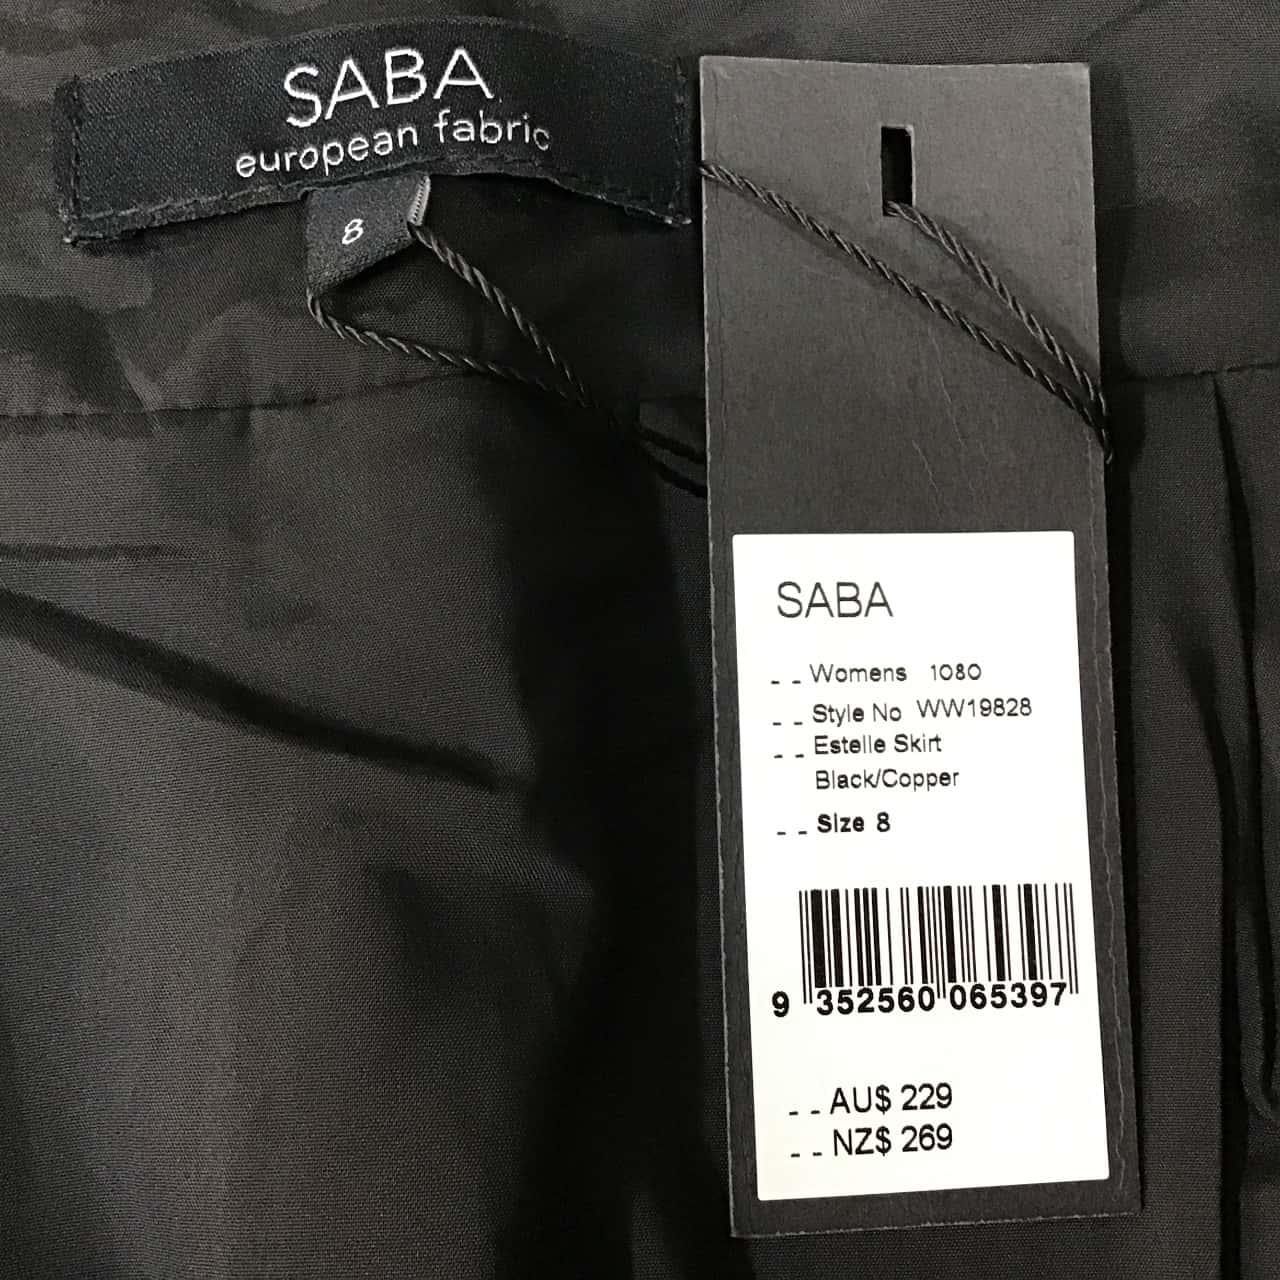 SABA
european fabric
8
SABA
- - Womens 1080
- - Style No WW19828
- - Estelle Skirt
Black/Copper
- - Size 8
9 352560 065397
- - AU$ 229
- - NZ$ 269